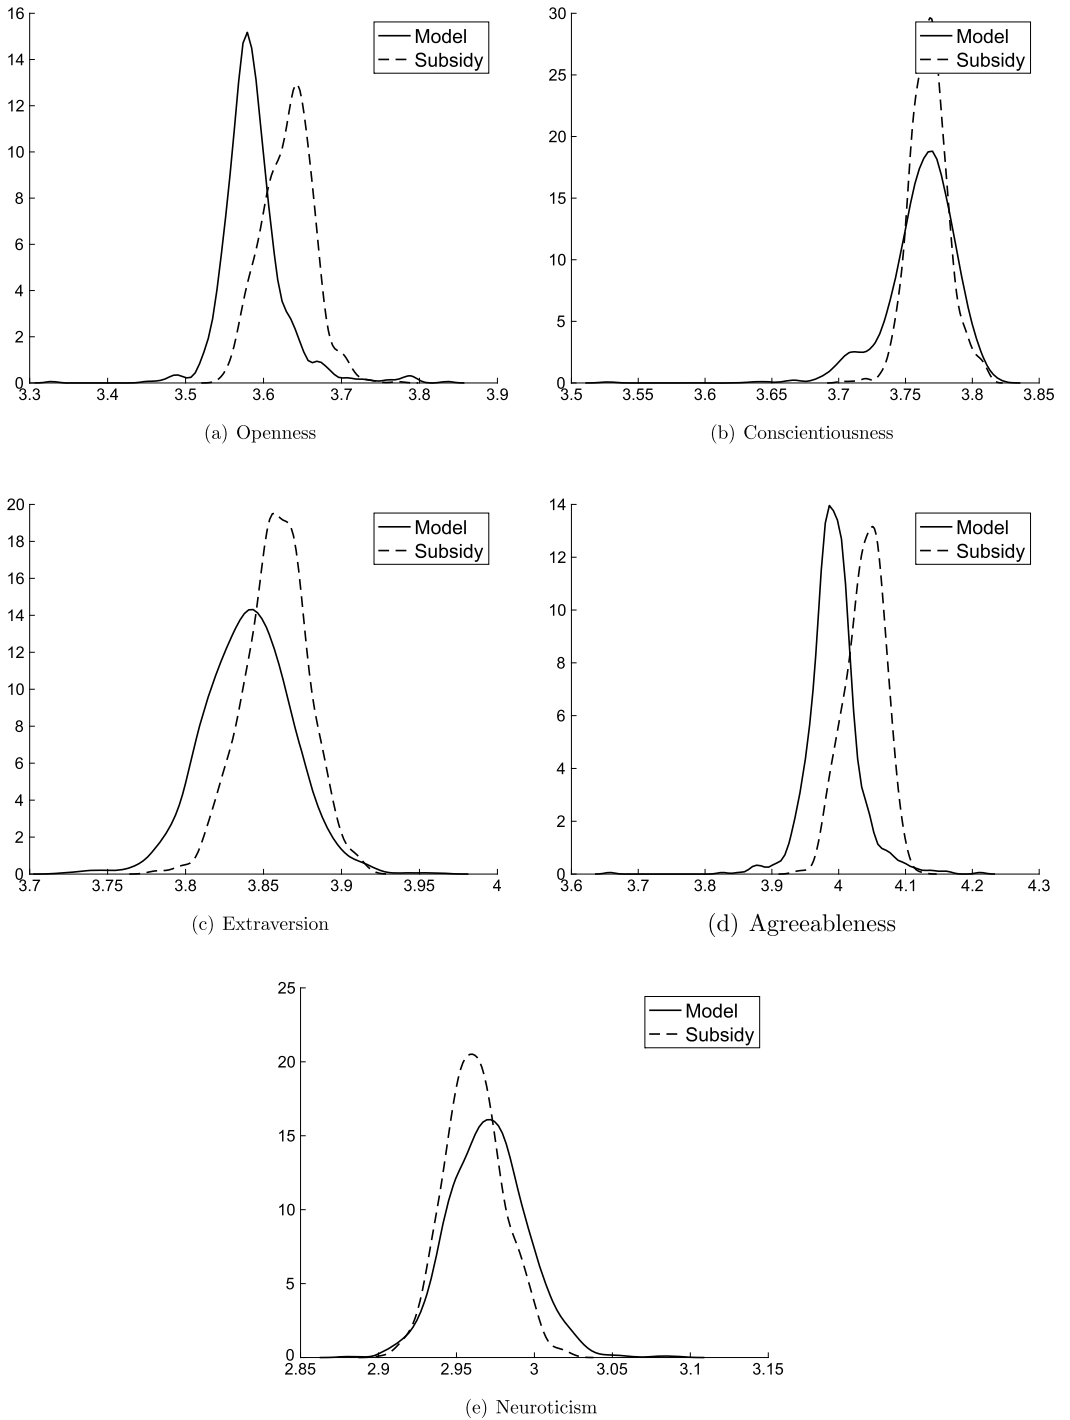 16
14
12
10
8
6
4
2
0
3.3 3.4 3.5 3.6 3.7 3.8 3.9
Model
Subsidy
(a) Openness
30
25
20
15
10
5
0
3.5 3.55 3.6 3.65 3.7 3.75 3.8 3.85
Model
Subsidy
(b) Conscientiousness
20
18
16
14
12
10
8
6
4
2
0
3.7 3.75 3.8 3.85 3.9 3.95 4
Model
Subsidy
(c) Extraversion
14
12
10
8
6
4
2
0
3.6 3.7 3.8 3.9 4 4.1 4.2 4.3
Model
Subsidy
(d) Agreeableness
25
20
15
10
5
0
2.85 2.9 2.95 3 3.05 3.1 3.15
Model
Subsidy
(e) Neuroticism